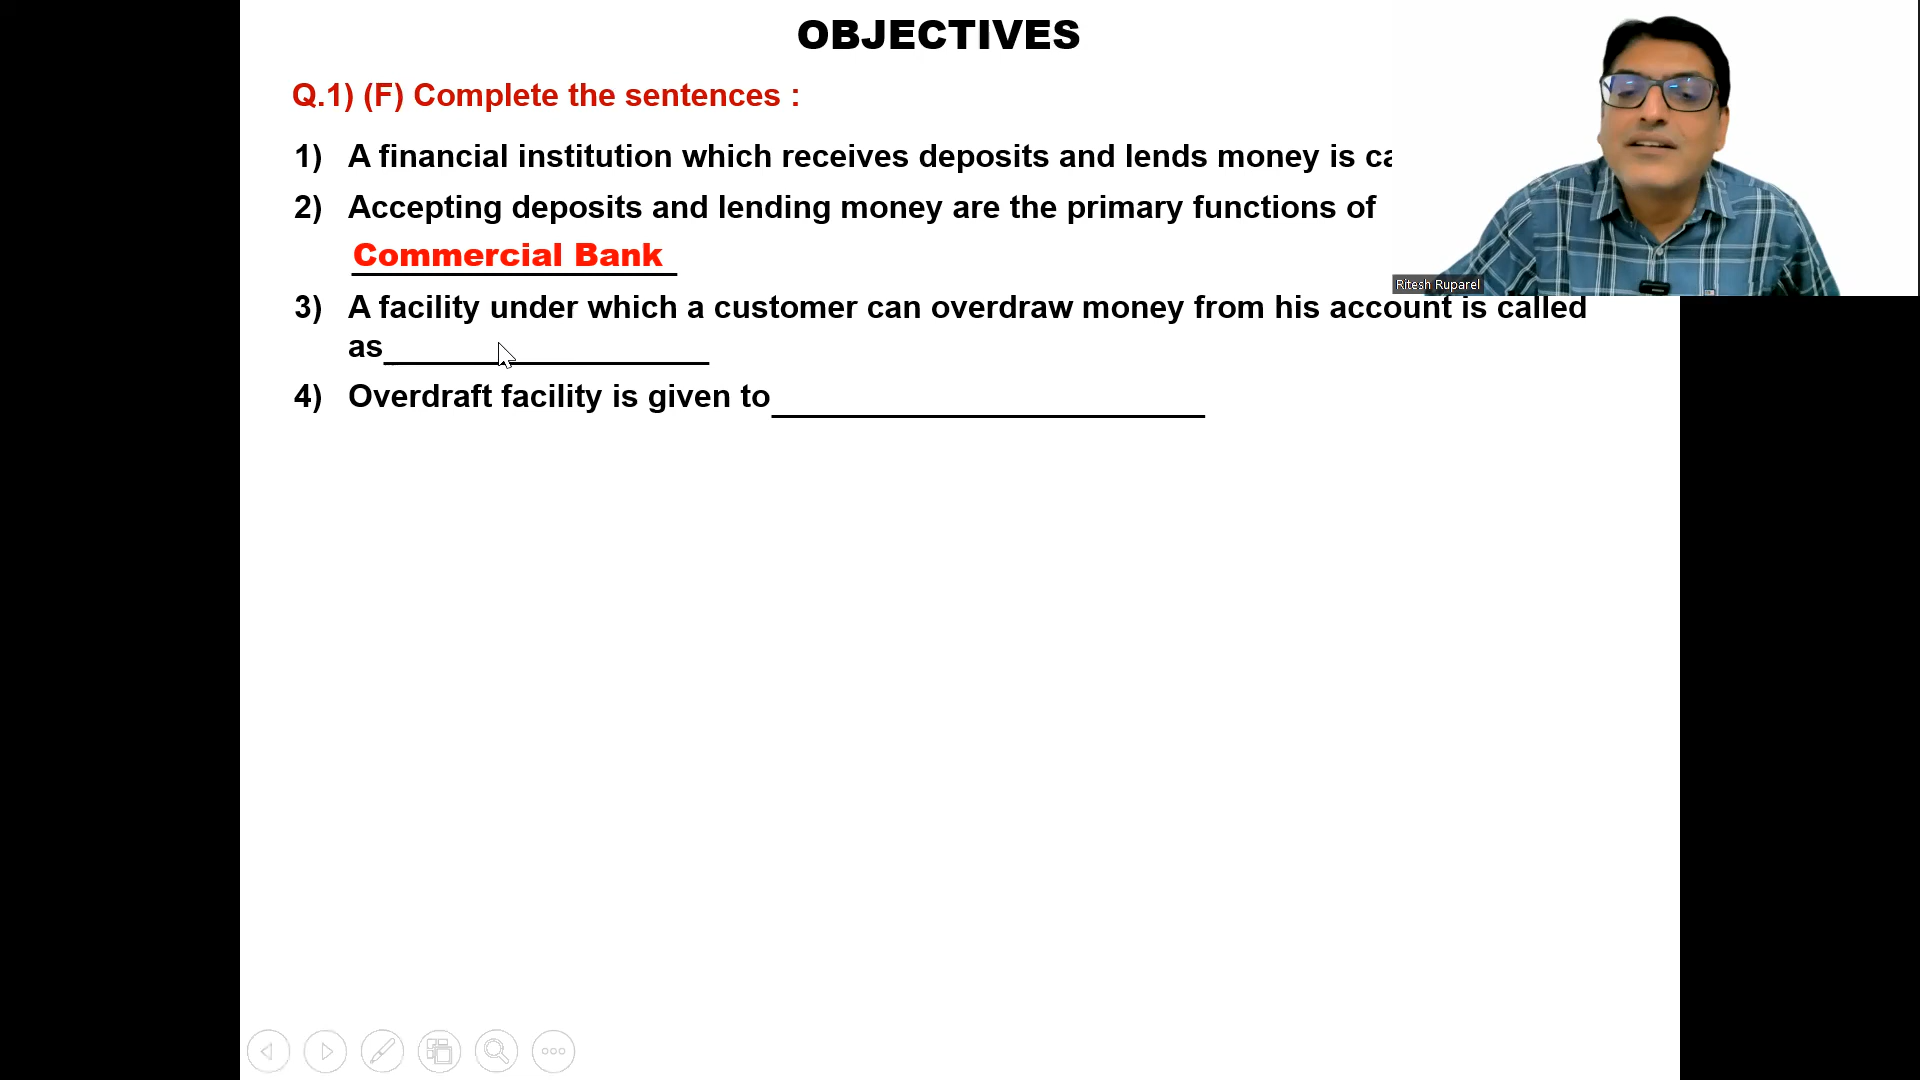 OBJECTIVES
Q.1) (F) Complete the sentences :
1) A financial institution which receives deposits and lends money is ca
2) Accepting deposits and lending money are the primary functions of
Commercial Bank
Ritesh Ruparel
3) A facility under which a customer can overdraw money from his account is called
as
4) Overdraft facility is given to